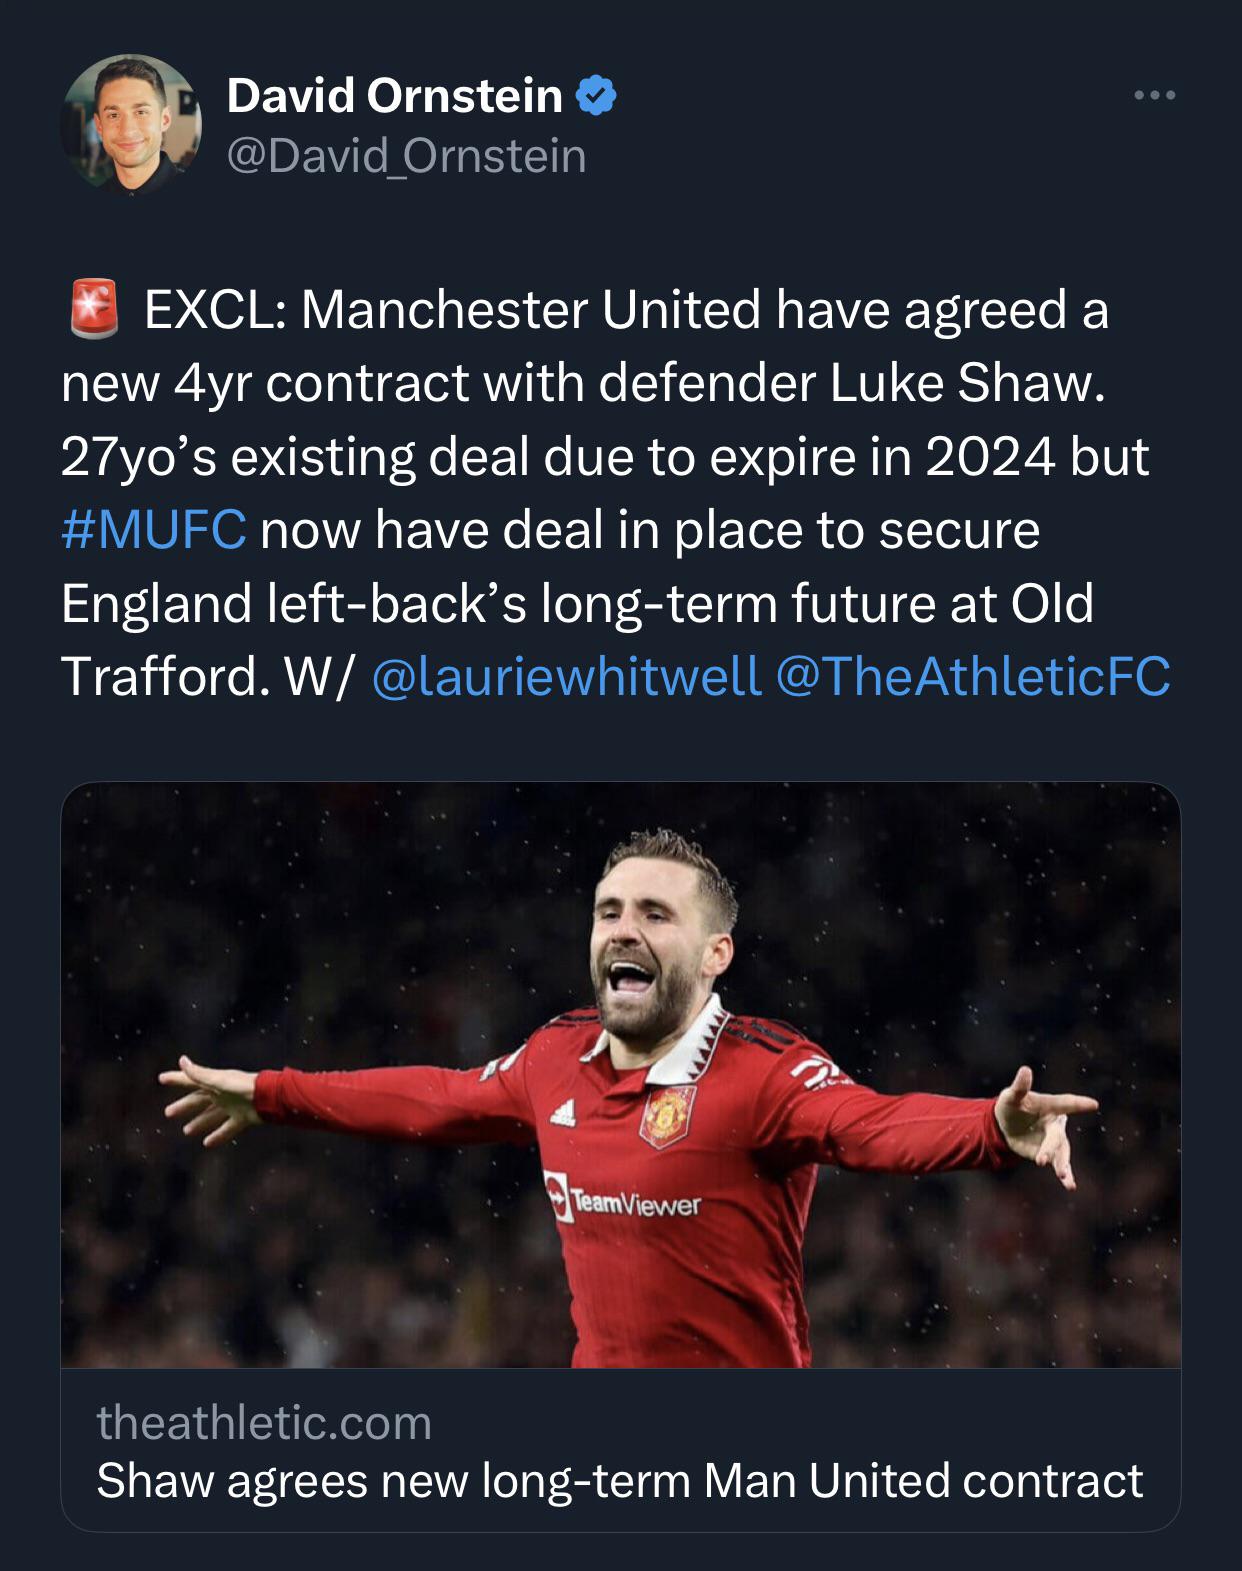 David Ornstein
@David_Ornstein
🚨 EXCL: Manchester United have agreed a
new 4yr contract with defender Luke Shaw.
27yo’s existing deal due to expire in 2024 but
#MUFC now have deal in place to secure
England left-back’s long-term future at Old
Trafford. W/ @lauriewhitwell @TheAthleticFC
adidas
TeamViewer
theathletic.com
Shaw agrees new long-term Man United contract